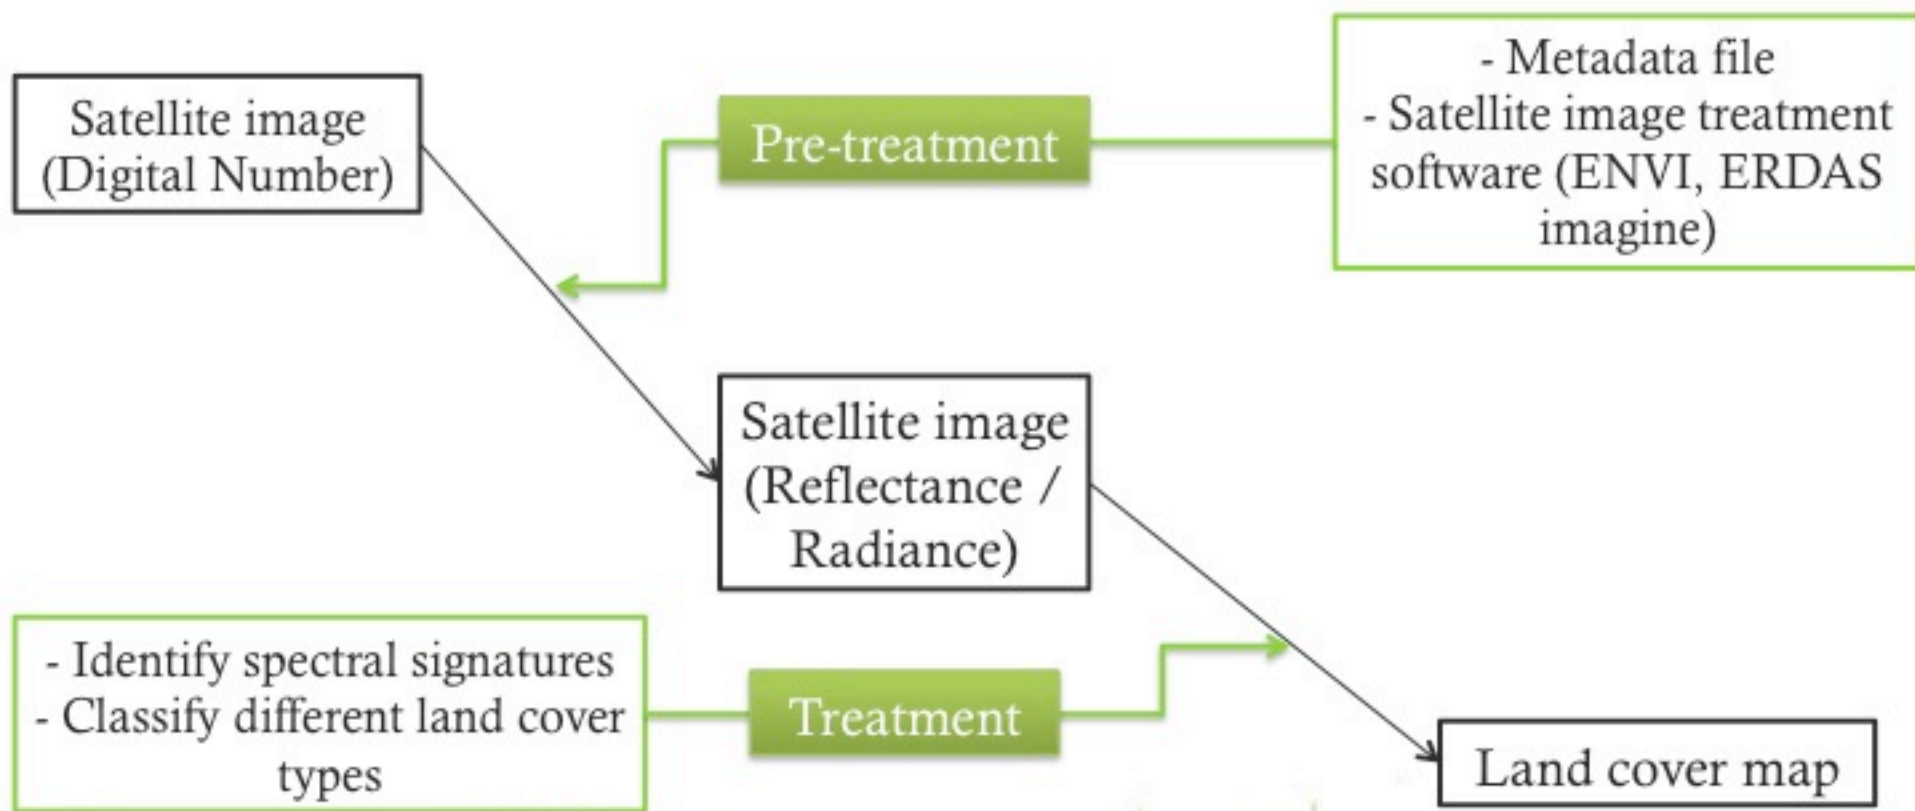 Satellite image
(Digital Number)
Pre-treatment
- Metadata file
- Satellite image treatment
software (ENVI, ERDAS
imagine)
Satellite image
(Reflectance /
Radiance)
- Identify spectral signatures
- Classify different land cover
types
Treatment
Land cover map